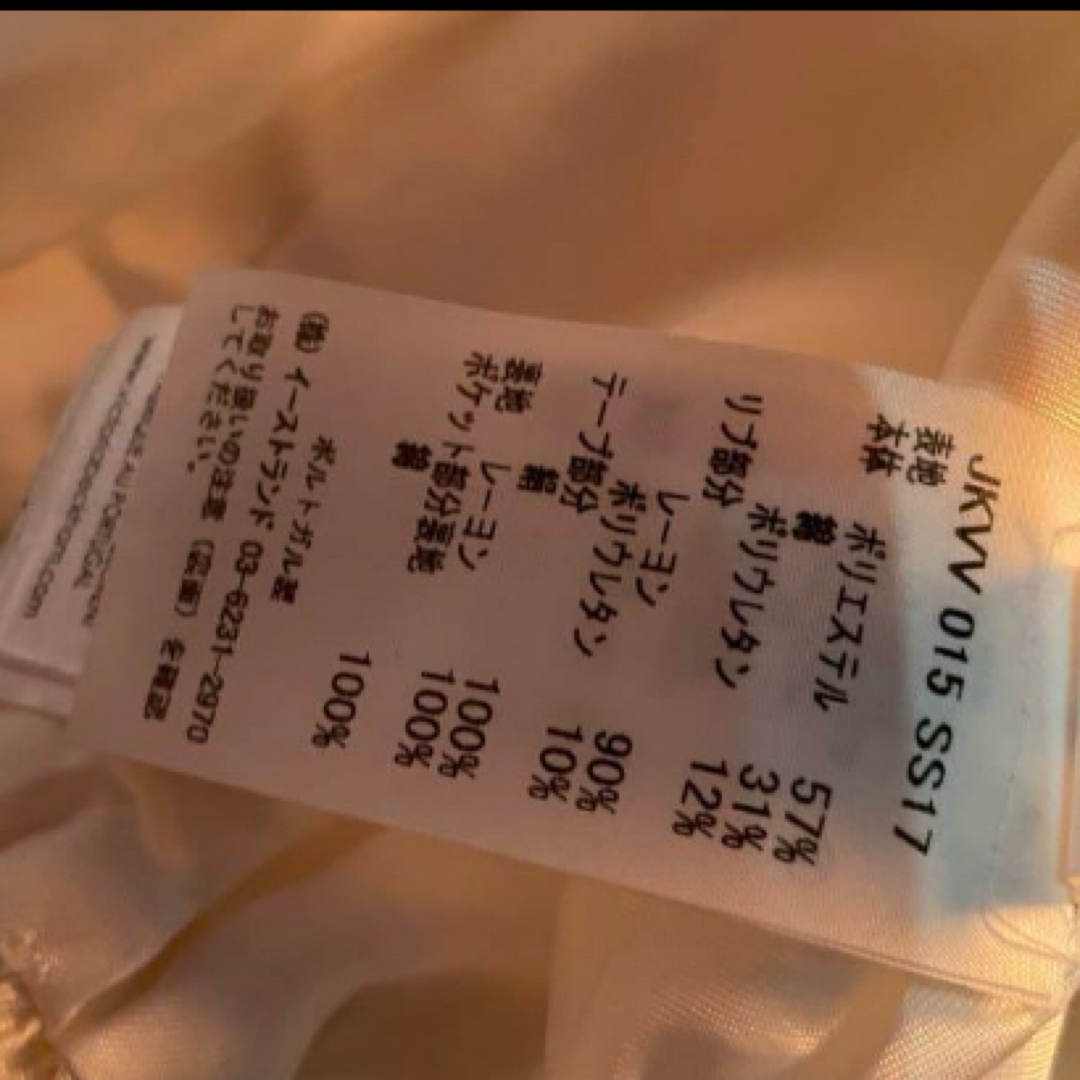 JKVV 015 SS17
表地
本体
ポリエステル 57%
綿 31%
ポリウレタン 12%
リブ部分
レーヨン 90%
ポリウレタン 10%
テープ部分
綿 100%
裏地
レーヨン 100%
ポケット部分裏地
綿 100%
ポルトガル製
(株)イーストランド 03-6231-2970
お取り扱いの注意(裏面)を確認
してください。
PORTUGAL